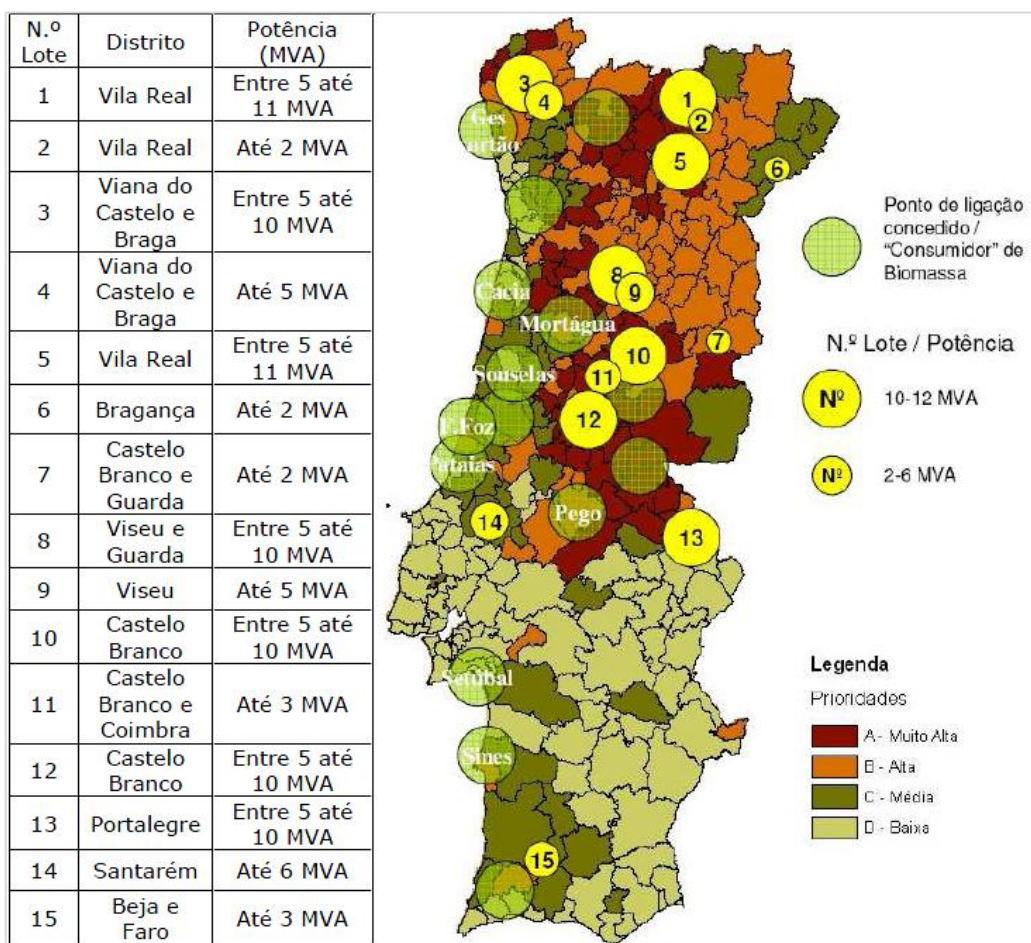 N.º Lote Distrito Potência (MVA)
1 Vila Real Entre 5 até 11 MVA
2 Vila Real Até 2 MVA
3 Viana do Castelo e Braga Entre 5 até 10 MVA
4 Viana do Castelo e Braga Até 5 MVA
5 Vila Real Entre 5 até 11 MVA
6 Bragança Até 2 MVA
7 Castelo Branco e Guarda Até 2 MVA
8 Viseu e Guarda Entre 5 até 10 MVA
9 Viseu Até 5 MVA
10 Castelo Branco Entre 5 até 10 MVA
11 Castelo Branco e Coimbra Até 3 MVA
12 Castelo Branco Entre 5 até 10 MVA
13 Portalegre Entre 5 até 10 MVA
14 Santarém Até 6 MVA
15 Beja e Faro Até 3 MVA
3
4
1
2
Ges
5
6
8
9
Cacia
Mortágua
7
10
Souselas
11
12
F.Foz
Pataias
14
Pego
13
Setúbal
Sines
15
Ponto de ligação
concedido /
“Consumidor” de
Biomassa
N.º Lote / Potência
Nº 10-12 MVA
Nº 2-6 MVA
Legenda
Prioridades
A - Muito Alta
B - Alta
C - Média
D - Baixa